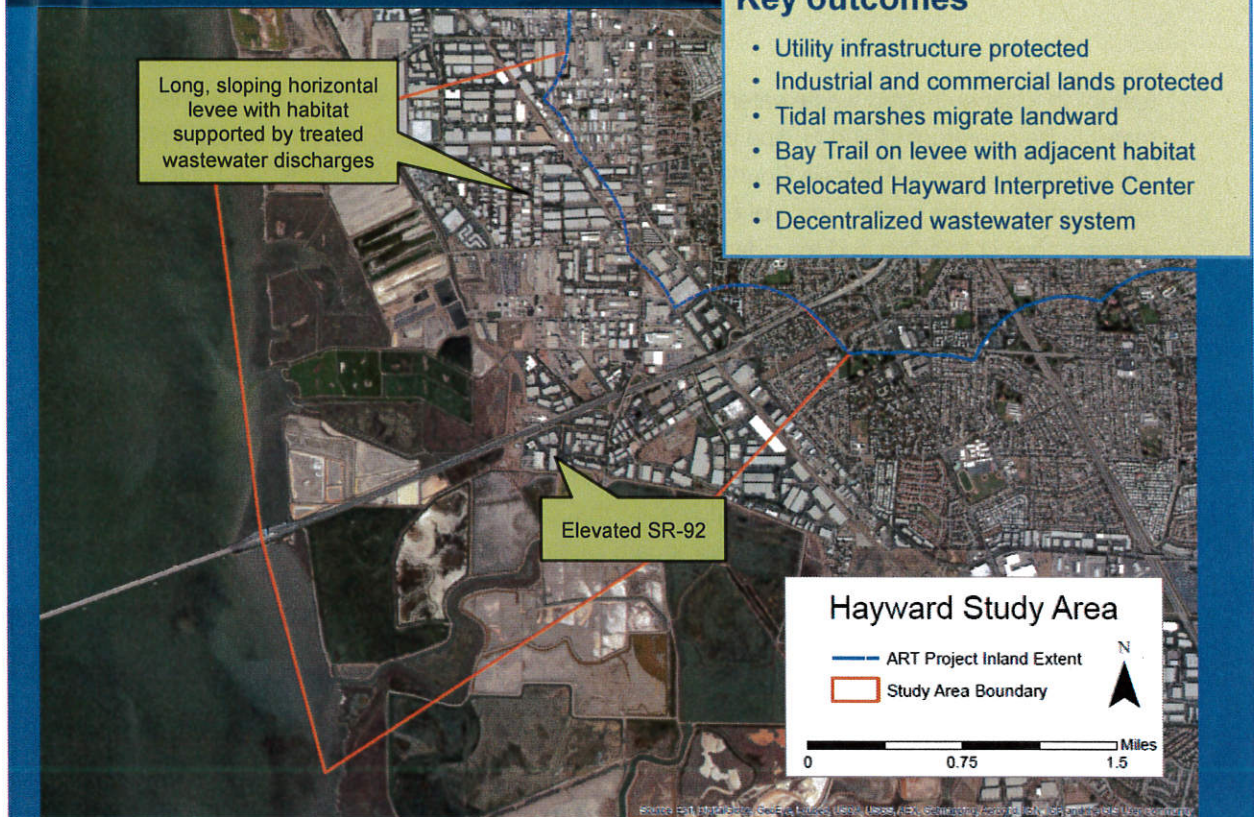 Key outcomes
• Utility infrastructure protected
• Industrial and commercial lands protected
• Tidal marshes migrate landward
• Bay Trail on levee with adjacent habitat
• Relocated Hayward Interpretive Center
• Decentralized wastewater system
Long, sloping horizontal
levee with habitat
supported by treated
wastewater discharges
Elevated SR-92
Hayward Study Area
ART Project Inland Extent
Study Area Boundary
N
Miles
0 0.75 1.5